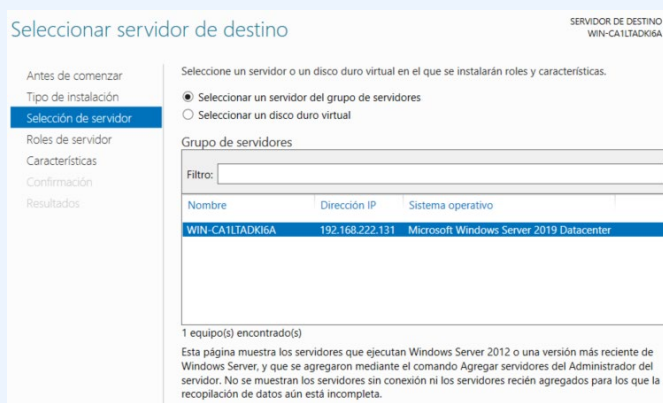 Seleccionar servidor de destino
SERVIDOR DE DESTINO
WIN-CA1LTADKI6A
Antes de comenzar
Tipo de instalación
Selección de servidor
Roles de servidor
Características
Confirmación
Resultados
Seleccione un servidor o un disco duro virtual en el que se instalarán roles y características.
Seleccionar un servidor del grupo de servidores
Seleccionar un disco duro virtual
Grupo de servidores
Filtro:
Nombre Dirección IP Sistema operativo
WIN-CA1LTADKI6A 192.168.222.131 Microsoft Windows Server 2019 Datacenter
1 equipo(s) encontrado(s)
Esta página muestra los servidores que ejecutan Windows Server 2012 o una versión más reciente de
Windows Server, y que se agregaron mediante el comando Agregar servidores del Administrador del
servidor. No se muestran los servidores sin conexión ni los servidores recién agregados para los que la
recopilación de datos aún está incompleta.